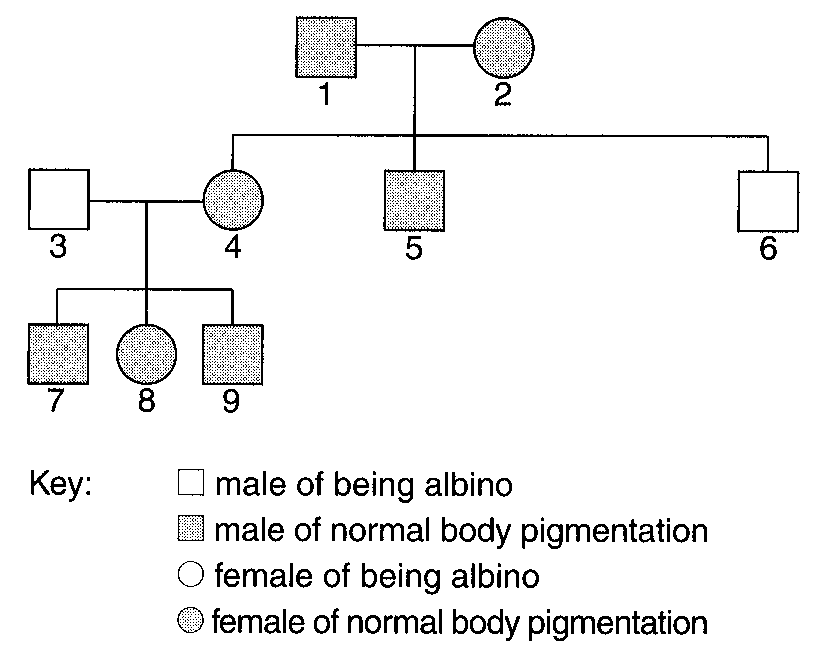 1 2
3 4 5 6
7 8 9
Key:
male of being albino
male of normal body pigmentation
female of being albino
female of normal body pigmentation